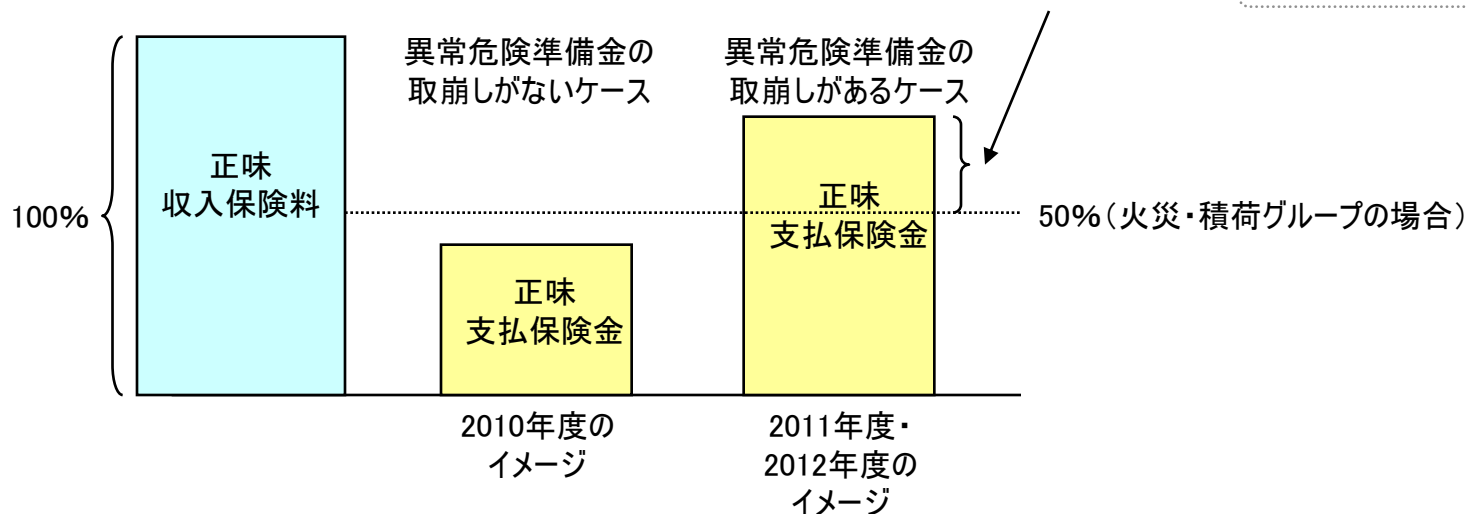 異常危険準備金の
取崩しがないケース
異常危険準備金の
取崩しがあるケース
正味
収入保険料
正味
支払保険金
100%
50%(火災・積荷グループの場合)
正味
支払保険金
2010年度の
イメージ
2011年度・
2012年度の
イメージ